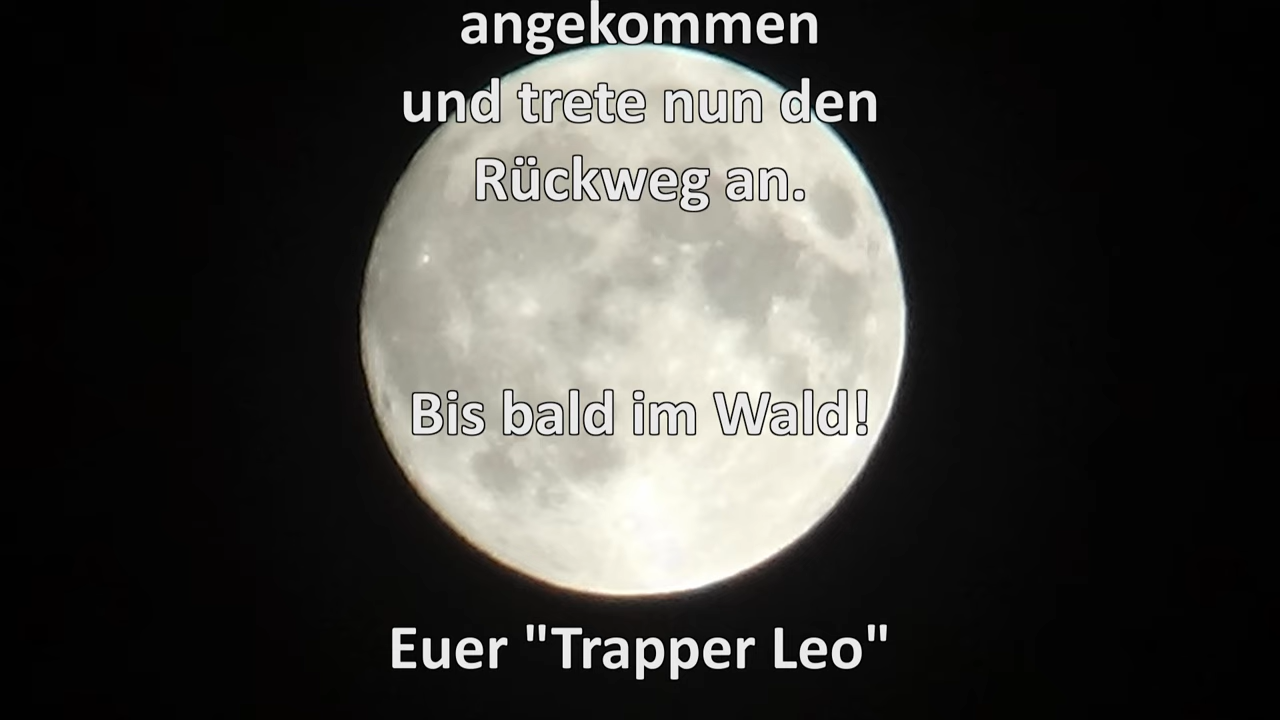 angekommen
und trete nun den
Rückweg an.
Bis bald im Wald!
Euer "Trapper Leo"